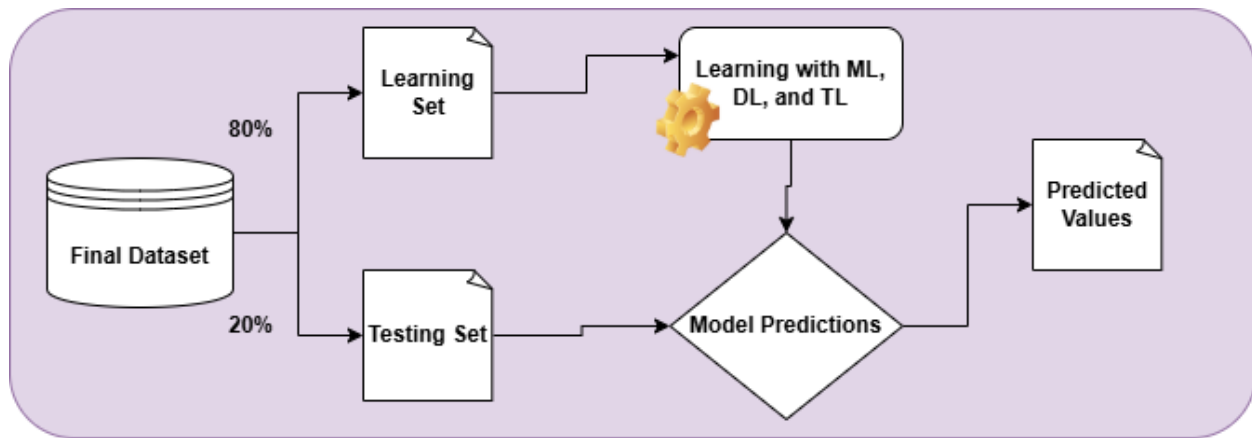 Learning
Set
Learning with ML,
DL, and TL
80%
Final Dataset
20%
Testing Set
Model Predictions
Predicted
Values